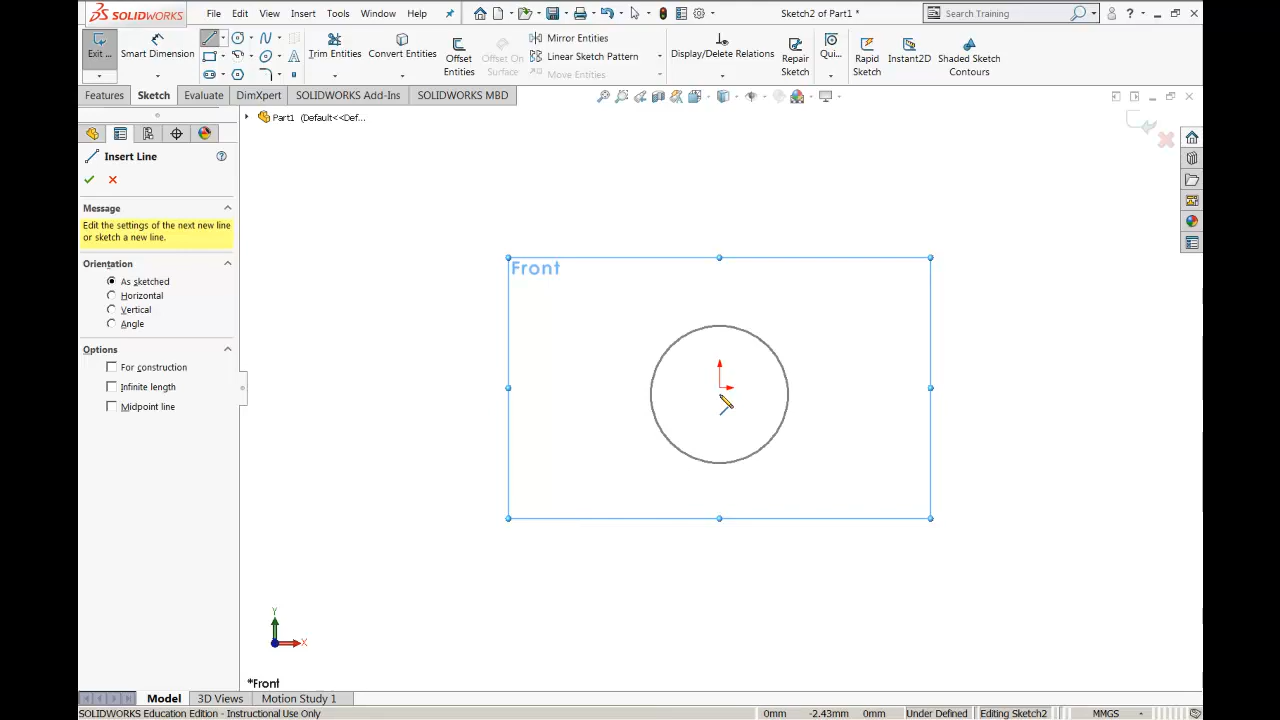 SOLIDWORKS File Edit View Insert Tools Window Help Sketch2 of Part1 * Search Training
Exit ... Smart Dimension Trim Entities Convert Entities Offset Entities Offset On Surface Mirror Entities Linear Sketch Pattern Move Entities Display/Delete Relations Repair Sketch Qui... Rapid Sketch Instant2D Shaded Sketch Contours
Features Sketch Evaluate DimXpert SOLIDWORKS Add-Ins SOLIDWORKS MBD
Part1 (Default<<Def...
Insert Line
Message
Edit the settings of the next new line
or sketch a new line.
Orientation
As sketched
Horizontal
Vertical
Angle
Options
For construction
Infinite length
Midpoint line
Front
Y
X
*Front
Model 3D Views Motion Study 1
SOLIDWORKS Education Edition - Instructional Use Only 0mm -2.43mm 0mm Under Defined Editing Sketch2 MMGS